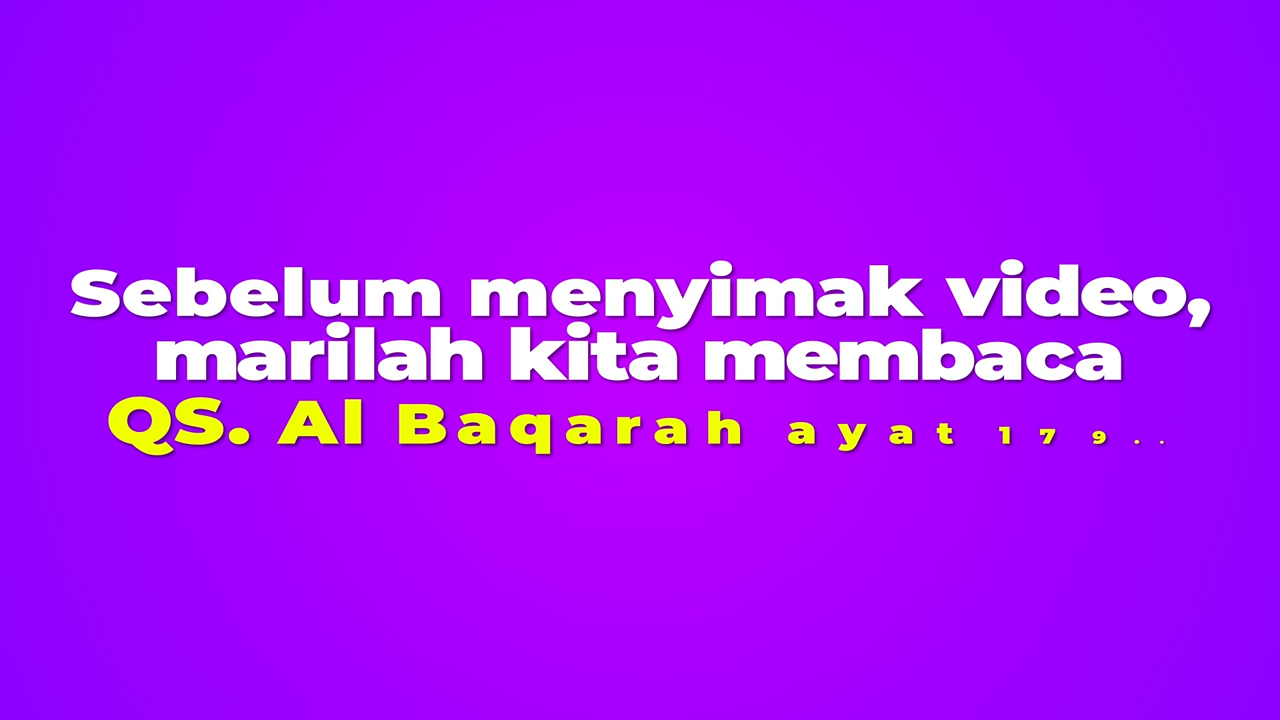 Sebelum menyimak video,
marilah kita membaca
QS. Al Baqarah ayat 179..